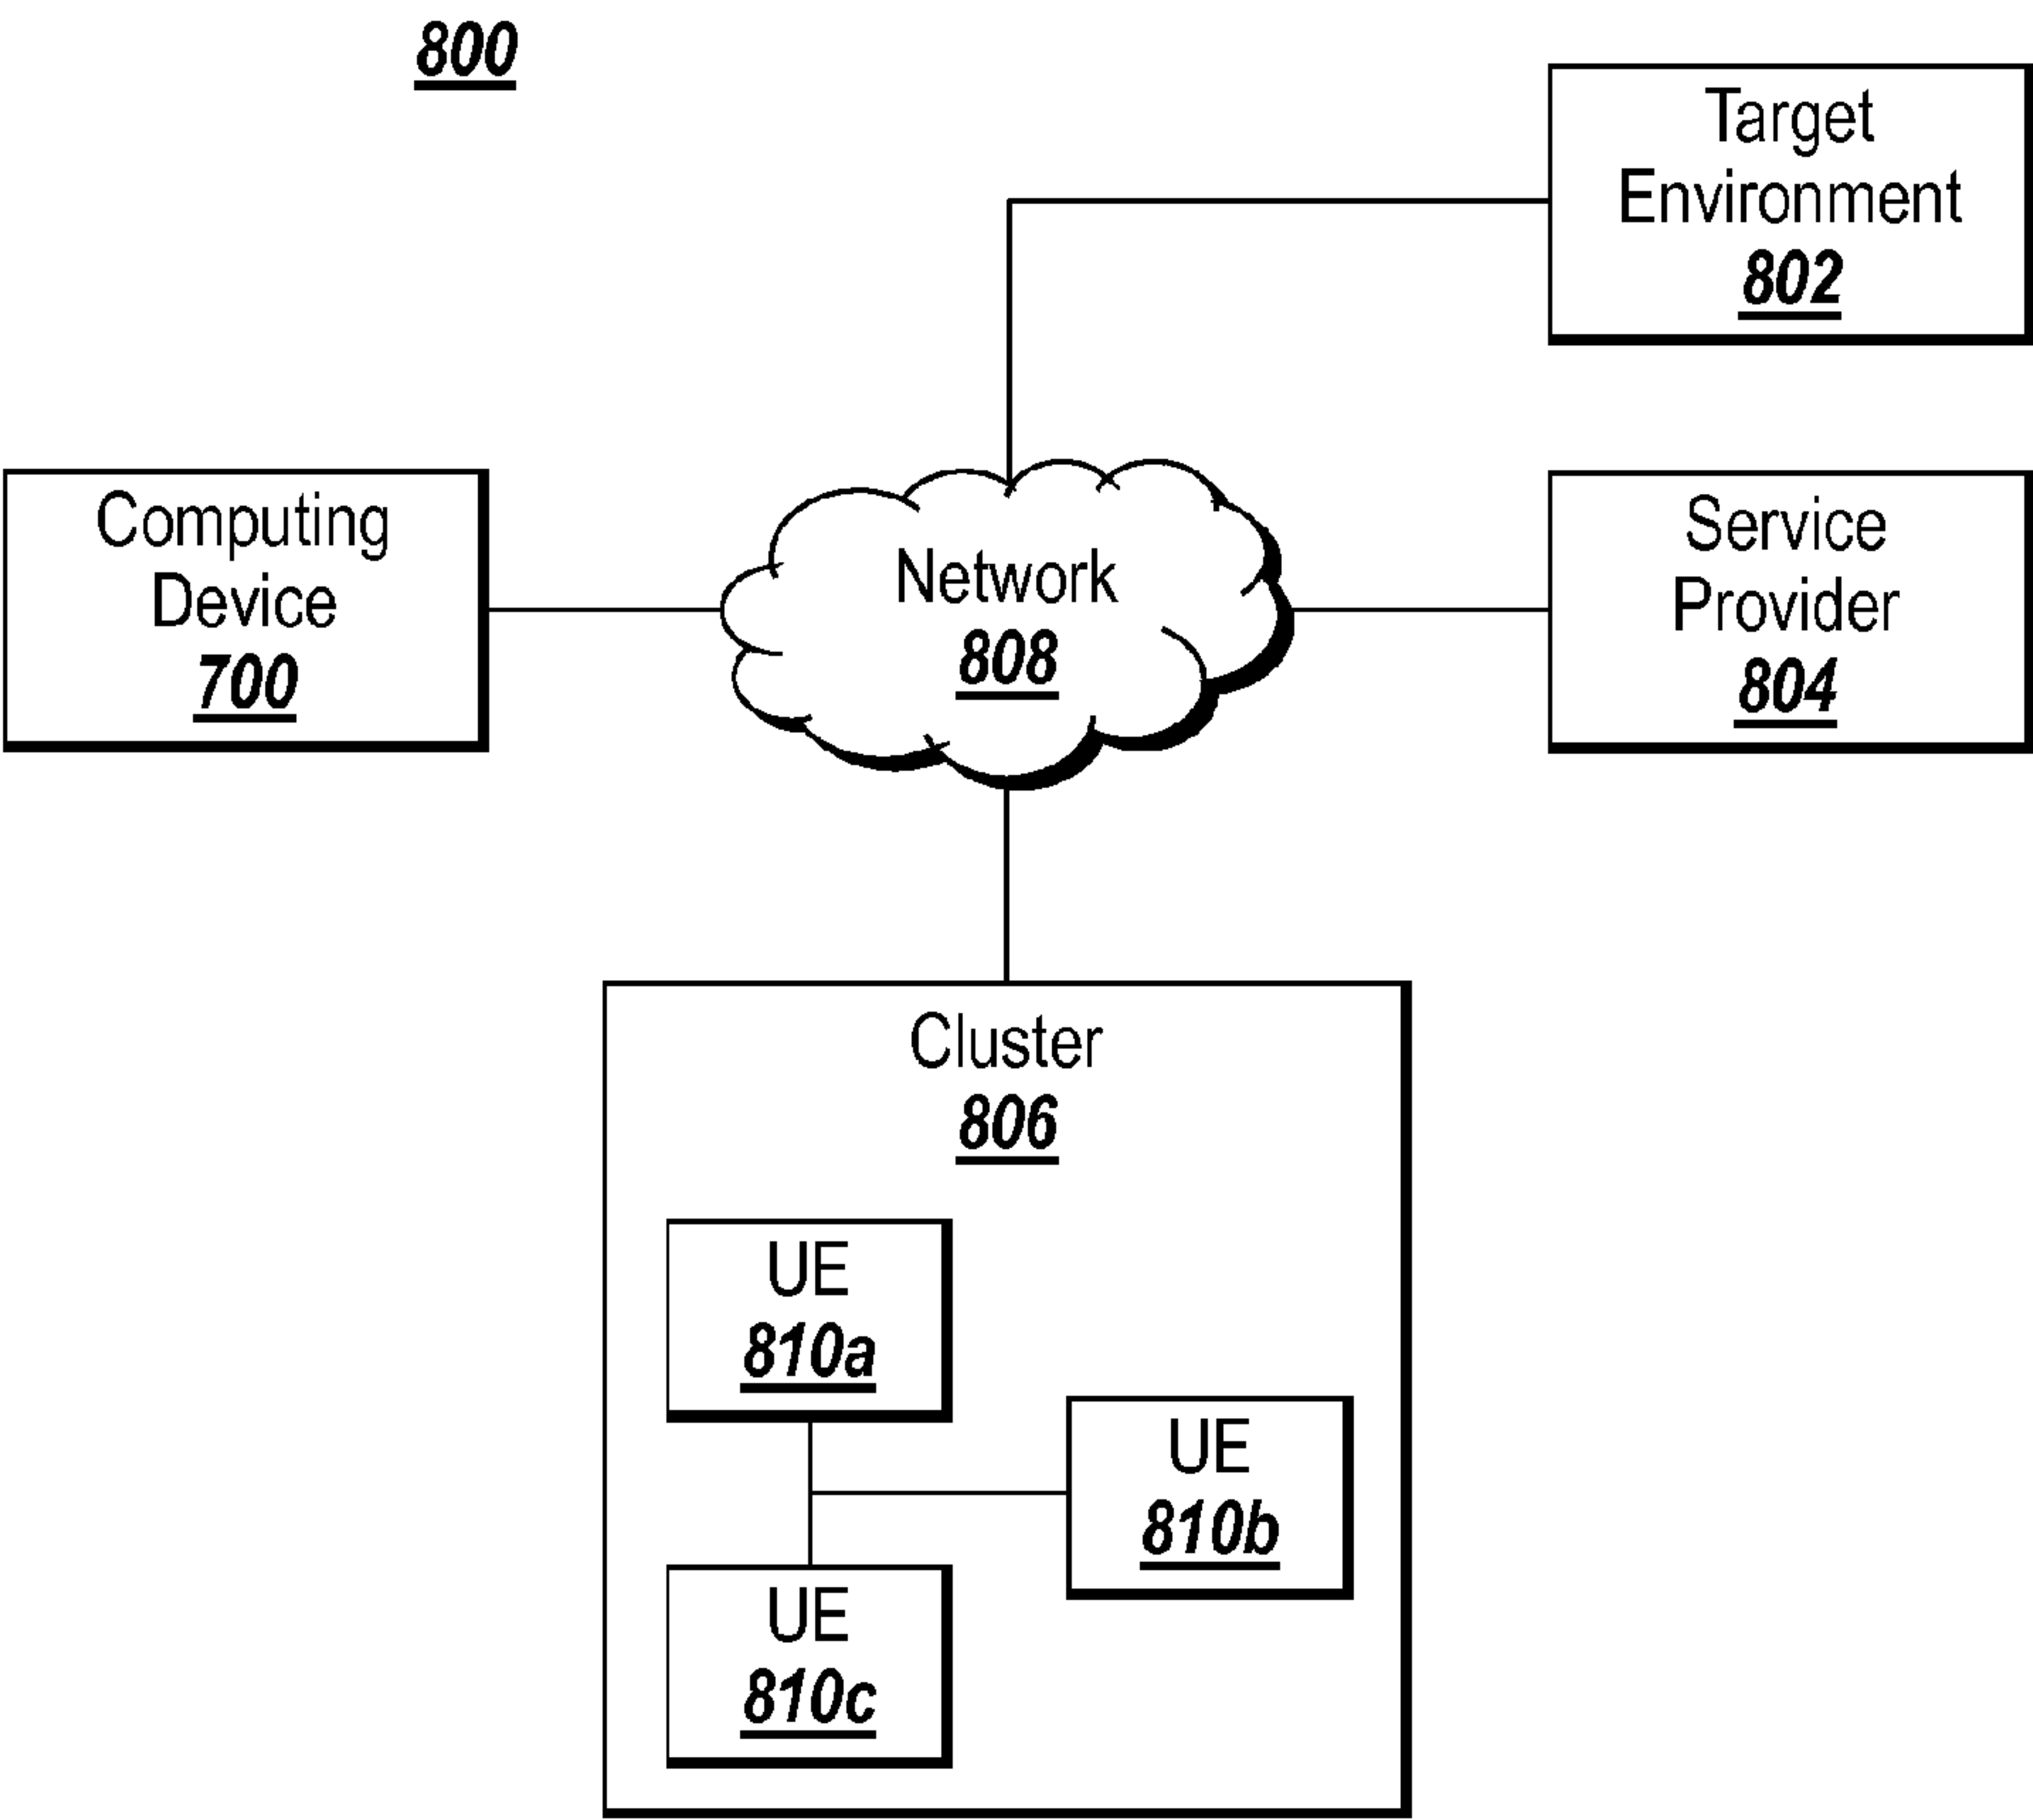 800
Target
Environment
802
Computing
Device
700
Network
808
Service
Provider
804
Cluster
806
UE
810a
UE
810b
UE
810c